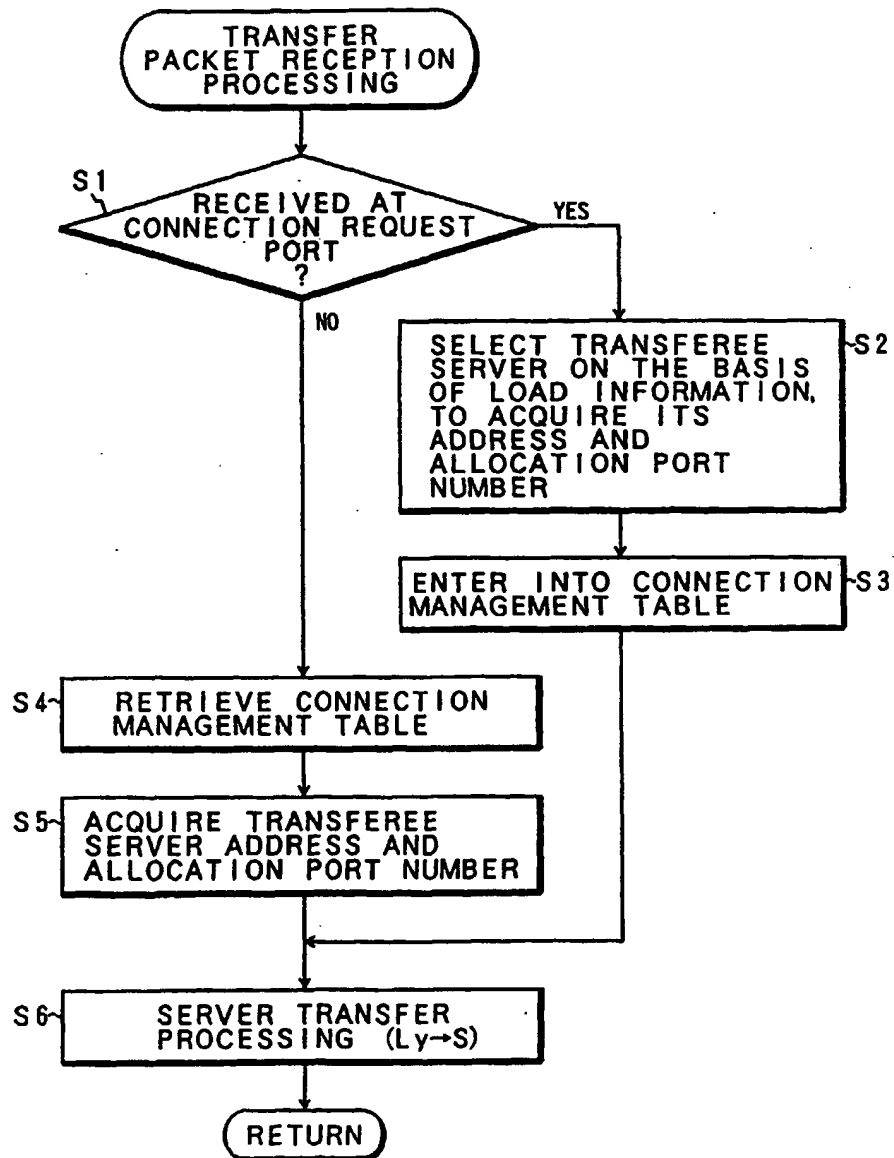 TRANSFER
PACKET RECEPTION
PROCESSING
S1
RECEIVED AT
CONNECTION REQUEST
PORT
?
YES
NO
SELECT TRANSFEREE
SERVER ON THE BASIS
OF LOAD INFORMATION,
TO ACQUIRE ITS
ADDRESS AND
ALLOCATION PORT
NUMBER
S2
ENTER INTO CONNECTION
MANAGEMENT TABLE
S3
S4
RETRIEVE CONNECTION
MANAGEMENT TABLE
S5
ACQUIRE TRANSFEREE
SERVER ADDRESS AND
ALLOCATION PORT NUMBER
S6
SERVER TRANSFER
PROCESSING (Ly→S)
RETURN